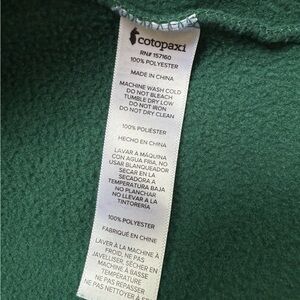 cotopaxi
RN# 157160
100% POLYESTER
MADE IN CHINA
MACHINE WASH COLD
DO NOT BLEACH
TUMBLE DRY LOW
DO NOT IRON
DO NOT DRY CLEAN
100% POLIÉSTER
HECHO EN CHINA
LAVAR A MÁQUINA
CON AGUA FRÍA, NO
USAR BLANQUEADOR
SECAR EN LA
SECADORA A
TEMPERATURA BAJA
NO PLANCHAR
NO LLEVAR A LA
TINTORERÍA
100% POLYESTER
FABRIQUÉ EN CHINE
LAVER À LA MACHINE À
FROID, NE PAS
JAVELLISER, SÉCHER EN
MACHINE À BASSE
TEMPÉRATURE
NE PAS REPASSER
NE PAS NETTOYER À